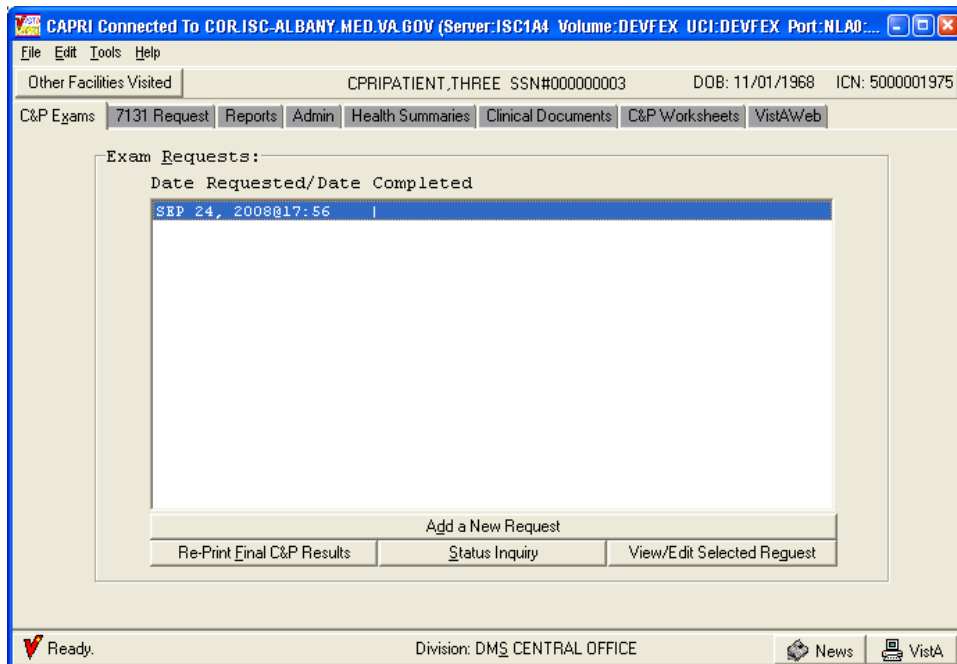 CAPRI Connected To COR.ISC-ALBANY.MED.VA.GOV (Server:ISC1A4 Volume:DEVFEX UCI:DEVFEX Port:NLA0:...
File Edit Tools Help
Other Facilities Visited CPRIPATIENT,THREE SSN#000000003 DOB: 11/01/1968 ICN: 5000001975
C&P Exams 7131 Request Reports Admin Health Summaries Clinical Documents C&P Worksheets VistAWeb
Exam Requests:
Date Requested/Date Completed
SEP 24, 2008@17:56 |
Add a New Request
Re-Print Final C&P Results Status Inquiry View/Edit Selected Request
Ready. Division: DMS CENTRAL OFFICE News VistA